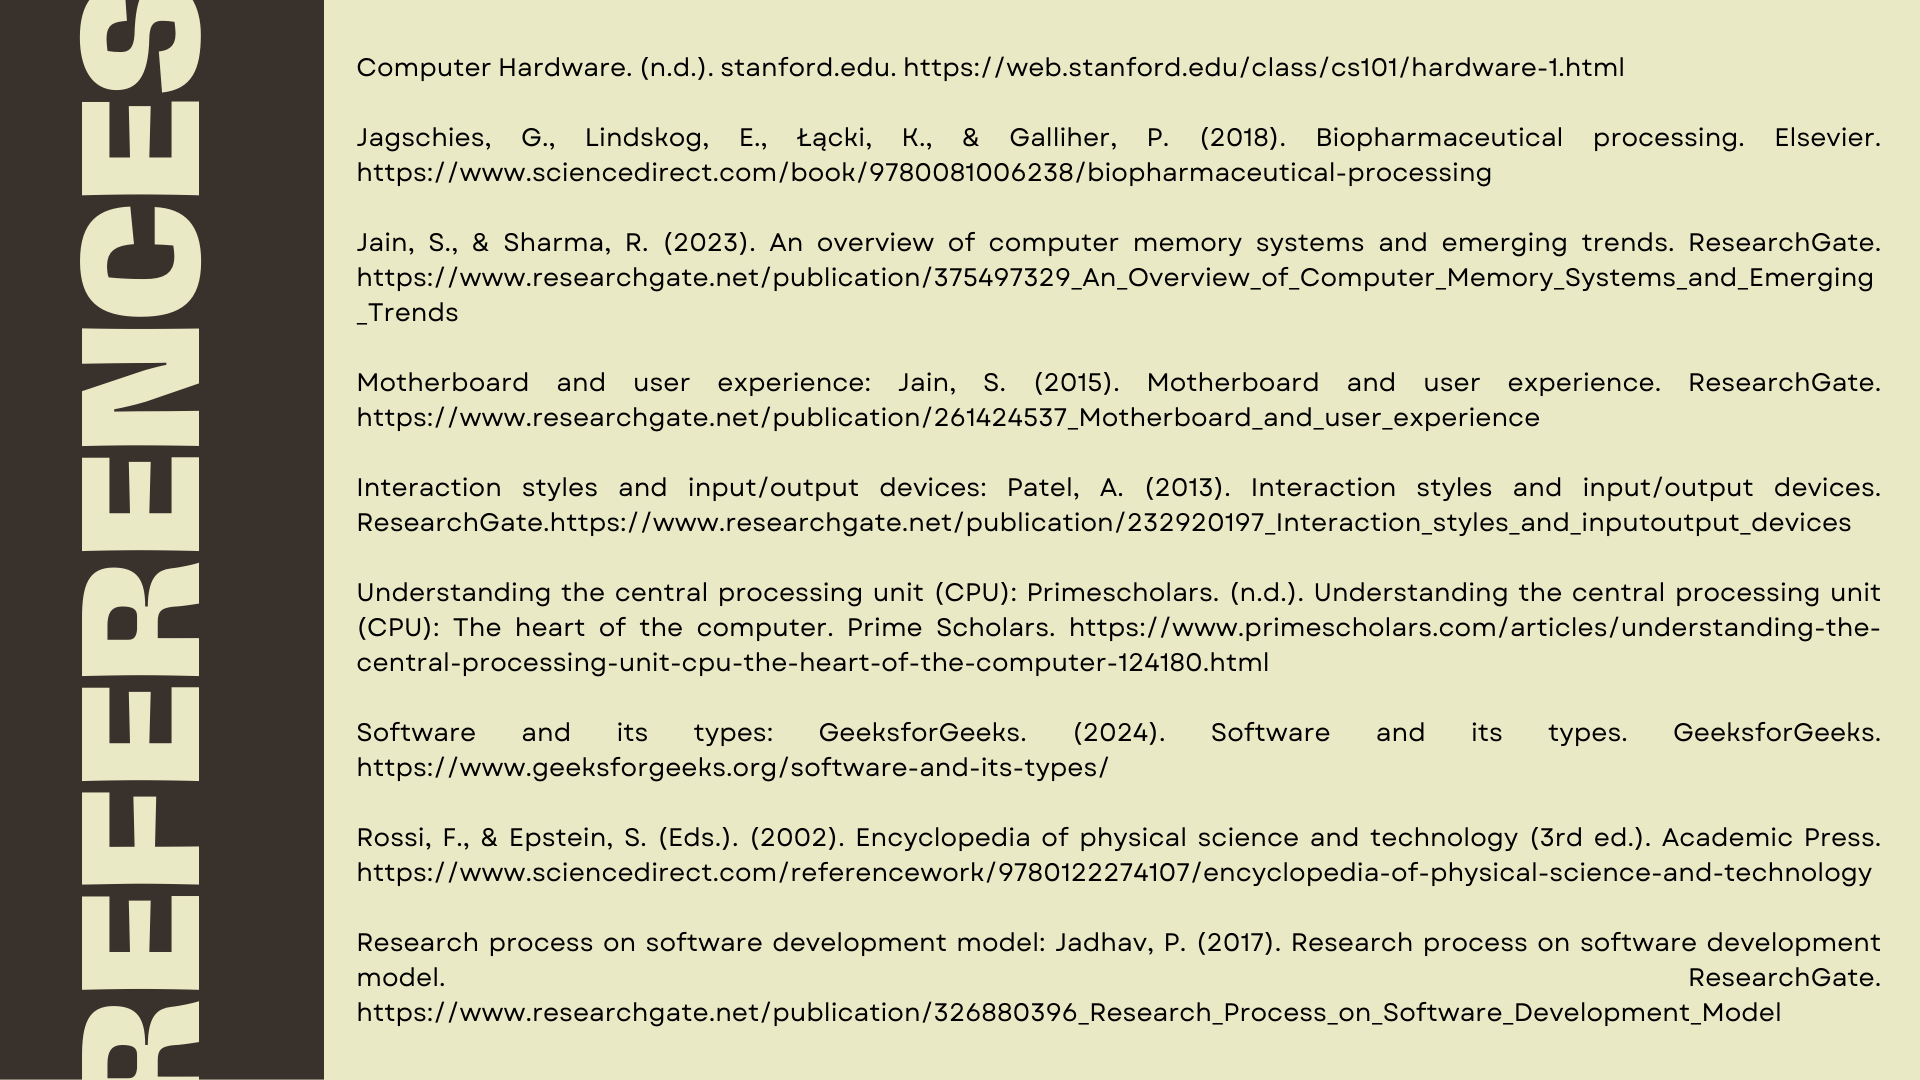 REFERENCES
Computer Hardware. (n.d.). stanford.edu. https://web.stanford.edu/class/cs101/hardware-1.html
Jagschies, G., Lindskog, E., Łącki, K., & Galliher, P. (2018). Biopharmaceutical processing. Elsevier.
https://www.sciencedirect.com/book/9780081006238/biopharmaceutical-processing
Jain, S., & Sharma, R. (2023). An overview of computer memory systems and emerging trends. ResearchGate.
https://www.researchgate.net/publication/375497329_An_Overview_of_Computer_Memory_Systems_and_Emerging
_Trends
Motherboard and user experience: Jain, S. (2015). Motherboard and user experience. ResearchGate.
https://www.researchgate.net/publication/261424537_Motherboard_and_user_experience
Interaction styles and input/output devices: Patel, A. (2013). Interaction styles and input/output devices.
ResearchGate.https://www.researchgate.net/publication/232920197_Interaction_styles_and_inputoutput_devices
Understanding the central processing unit (CPU): Primescholars. (n.d.). Understanding the central processing unit
(CPU): The heart of the computer. Prime Scholars. https://www.primescholars.com/articles/understanding-the-
central-processing-unit-cpu-the-heart-of-the-computer-124180.html
Software and its types: GeeksforGeeks. (2024). Software and its types. GeeksforGeeks.
https://www.geeksforgeeks.org/software-and-its-types/
Rossi, F., & Epstein, S. (Eds.). (2002). Encyclopedia of physical science and technology (3rd ed.). Academic Press.
https://www.sciencedirect.com/referencework/9780122274107/encyclopedia-of-physical-science-and-technology
Research process on software development model: Jadhav, P. (2017). Research process on software development
model. ResearchGate.
https://www.researchgate.net/publication/326880396_Research_Process_on_Software_Development_Model